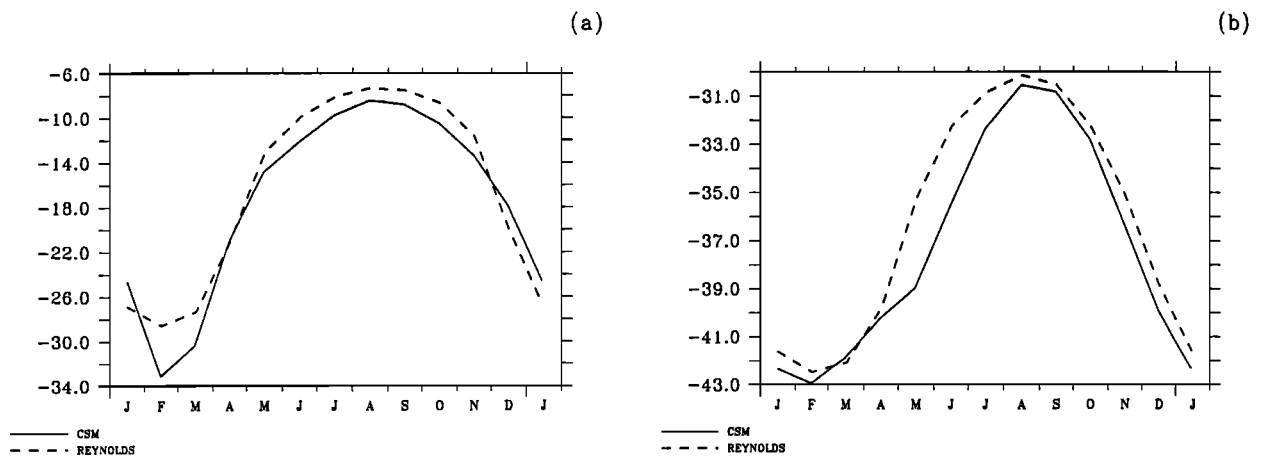 (a)
-6.0
-10.0
-14.0
-18.0
-22.0
-26.0
-30.0
-34.0
J F M A M J J A S O N D J
CSM
REYNOLDS
(b)
-31.0
-33.0
-35.0
-37.0
-39.0
-41.0
-43.0
J F M A M J J A S O N D J
CSM
REYNOLDS